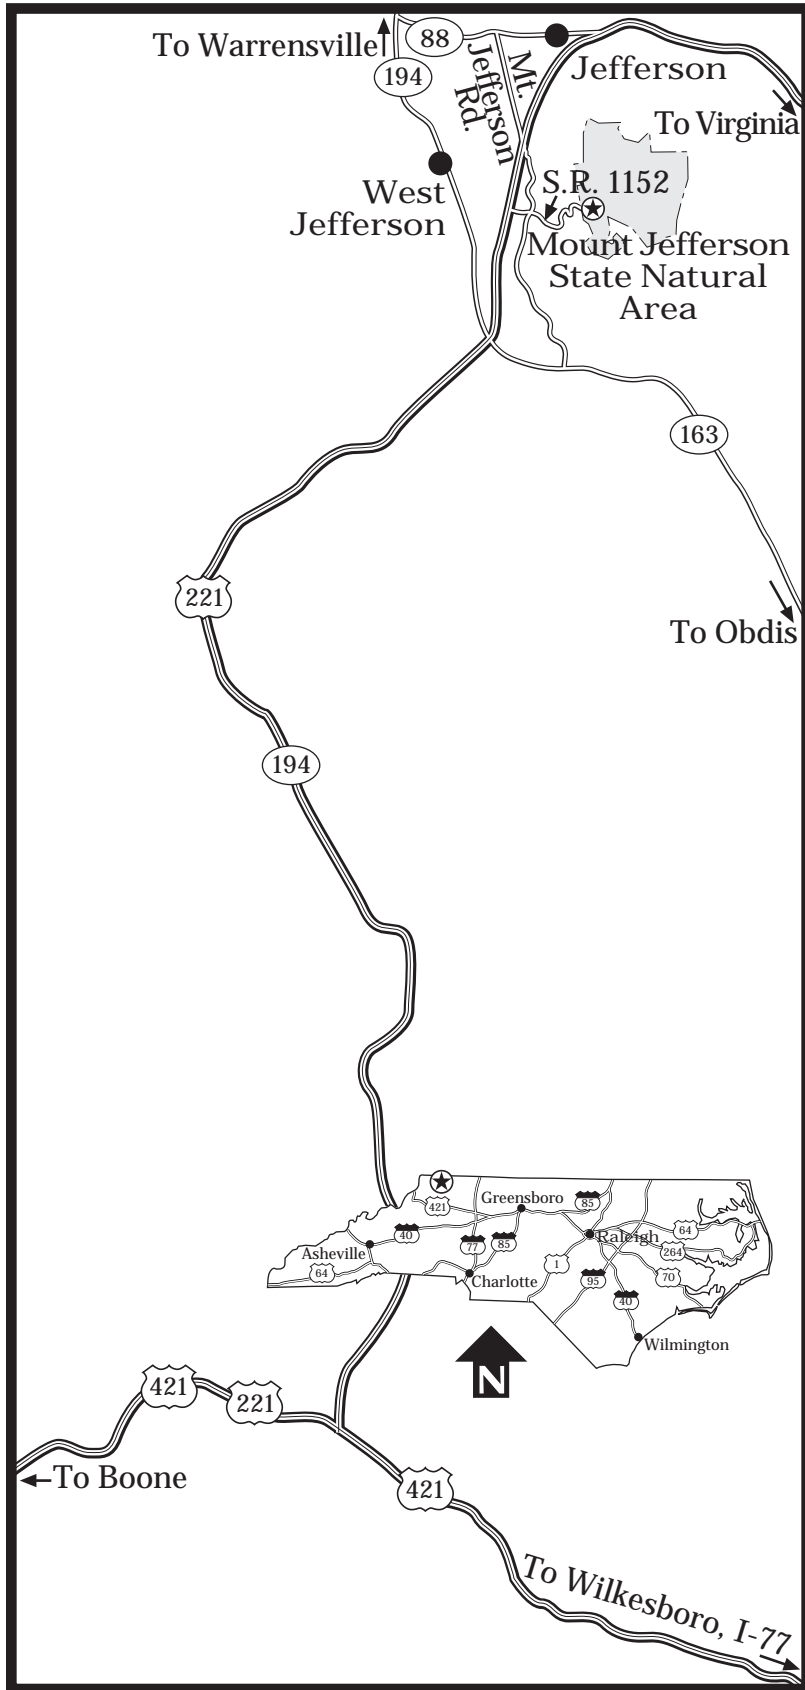 To Warrensville
88
194
Mt.
Jefferson
Rd.
Jefferson
To Virginia
West
Jefferson
S.R. 1152
Mount Jefferson
State Natural
Area
163
221
To Obdis
194
Greensboro
85
421
40
77
85
Asheville
64
Charlotte
Raleigh
64
264
1
95
70
40
Wilmington
N
421
221
To Boone
421
To Wilkesboro, I-77